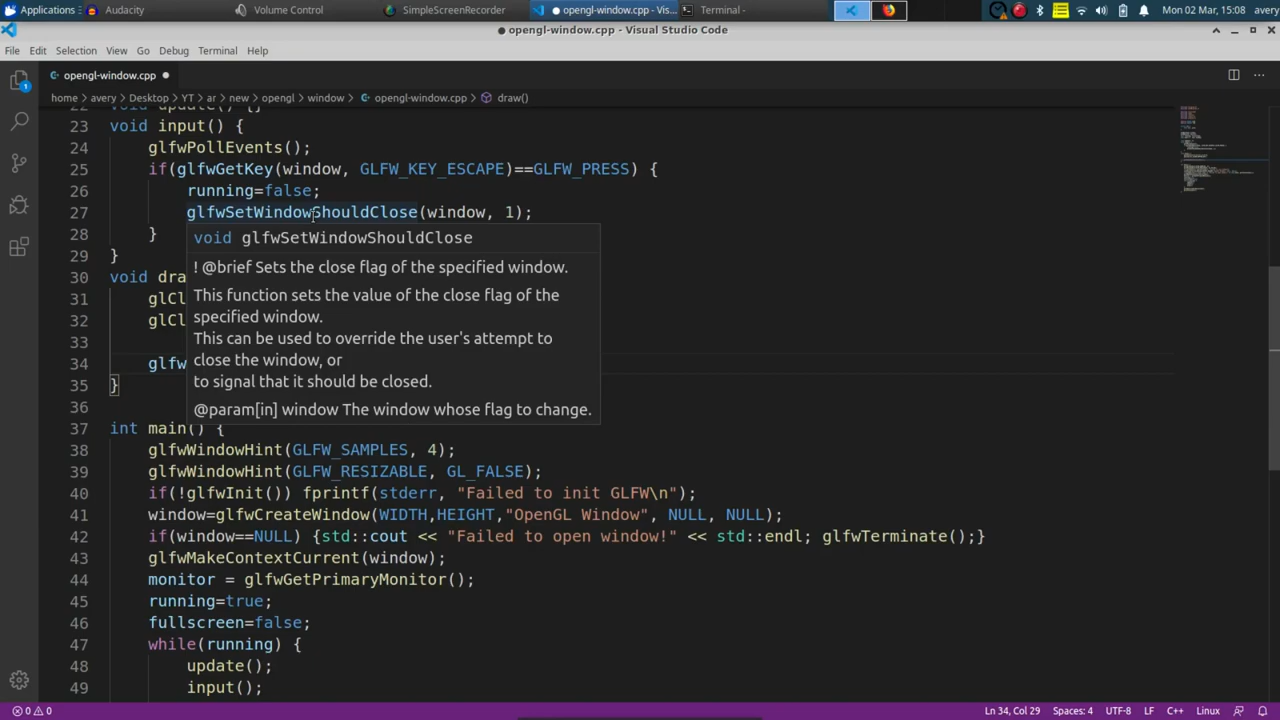 Applications
Audacity
Volume Control
SimpleScreenRecorder
opengl-window.cpp - Vis...
Terminal -
Mon 02 Mar, 15:08
avery
● opengl-window.cpp - Visual Studio Code
File Edit Selection View Go Debug Terminal Help
opengl-window.cpp ●
home > avery > Desktop > YT > ar > new > opengl > window > opengl-window.cpp > draw()
22 void update() {}
23 void input() {
24 glfwPollEvents();
25 if(glfwGetKey(window, GLFW_KEY_ESCAPE)==GLFW_PRESS) {
26 running=false;
27 glfwSetWindowShouldClose(window, 1);
28 }
29 }
void glfwSetWindowShouldClose
! @brief Sets the close flag of the specified window.
This function sets the value of the close flag of the
specified window.
This can be used to override the user's attempt to
close the window, or
to signal that it should be closed.
@param[in] window The window whose flag to change.
30 void dra
31 glCl
32 glCl
33
34 glfw
35 }
36
37 int main() {
38 glfwWindowHint(GLFW_SAMPLES, 4);
39 glfwWindowHint(GLFW_RESIZABLE, GL_FALSE);
40 if(!glfwInit()) fprintf(stderr, "Failed to init GLFW\n");
41 window=glfwCreateWindow(WIDTH,HEIGHT,"OpenGL Window", NULL, NULL);
42 if(window==NULL) {std::cout << "Failed to open window!" << std::endl; glfwTerminate();}
43 glfwMakeContextCurrent(window);
44 monitor = glfwGetPrimaryMonitor();
45 running=true;
46 fullscreen=false;
47 while(running) {
48 update();
49 input();
0 0
Ln 34, Col 29 Spaces: 4 UTF-8 LF C++ Linux